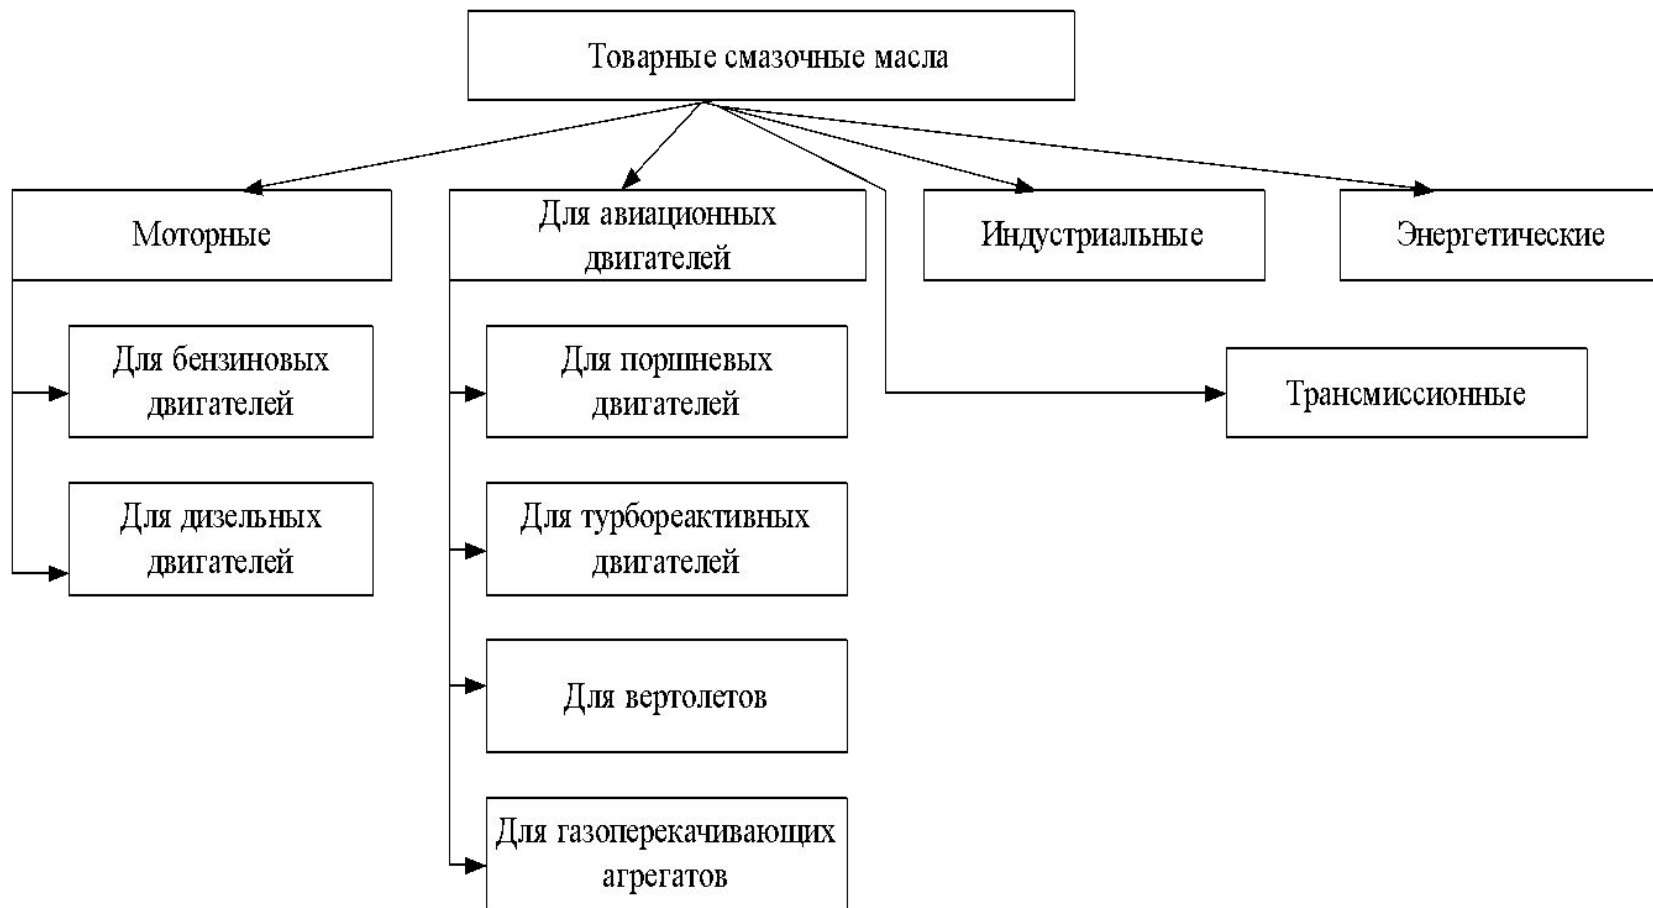 Товарные смазочные масла
Моторные
Для авиационных
двигателей
Индустриальные
Энергетические
Для бензиновых
двигателей
Для поршневых
двигателей
Трансмиссионные
Для дизельных
двигателей
Для турбореактивных
двигателей
Для вертолетов
Для газоперекачивающих
агрегатов